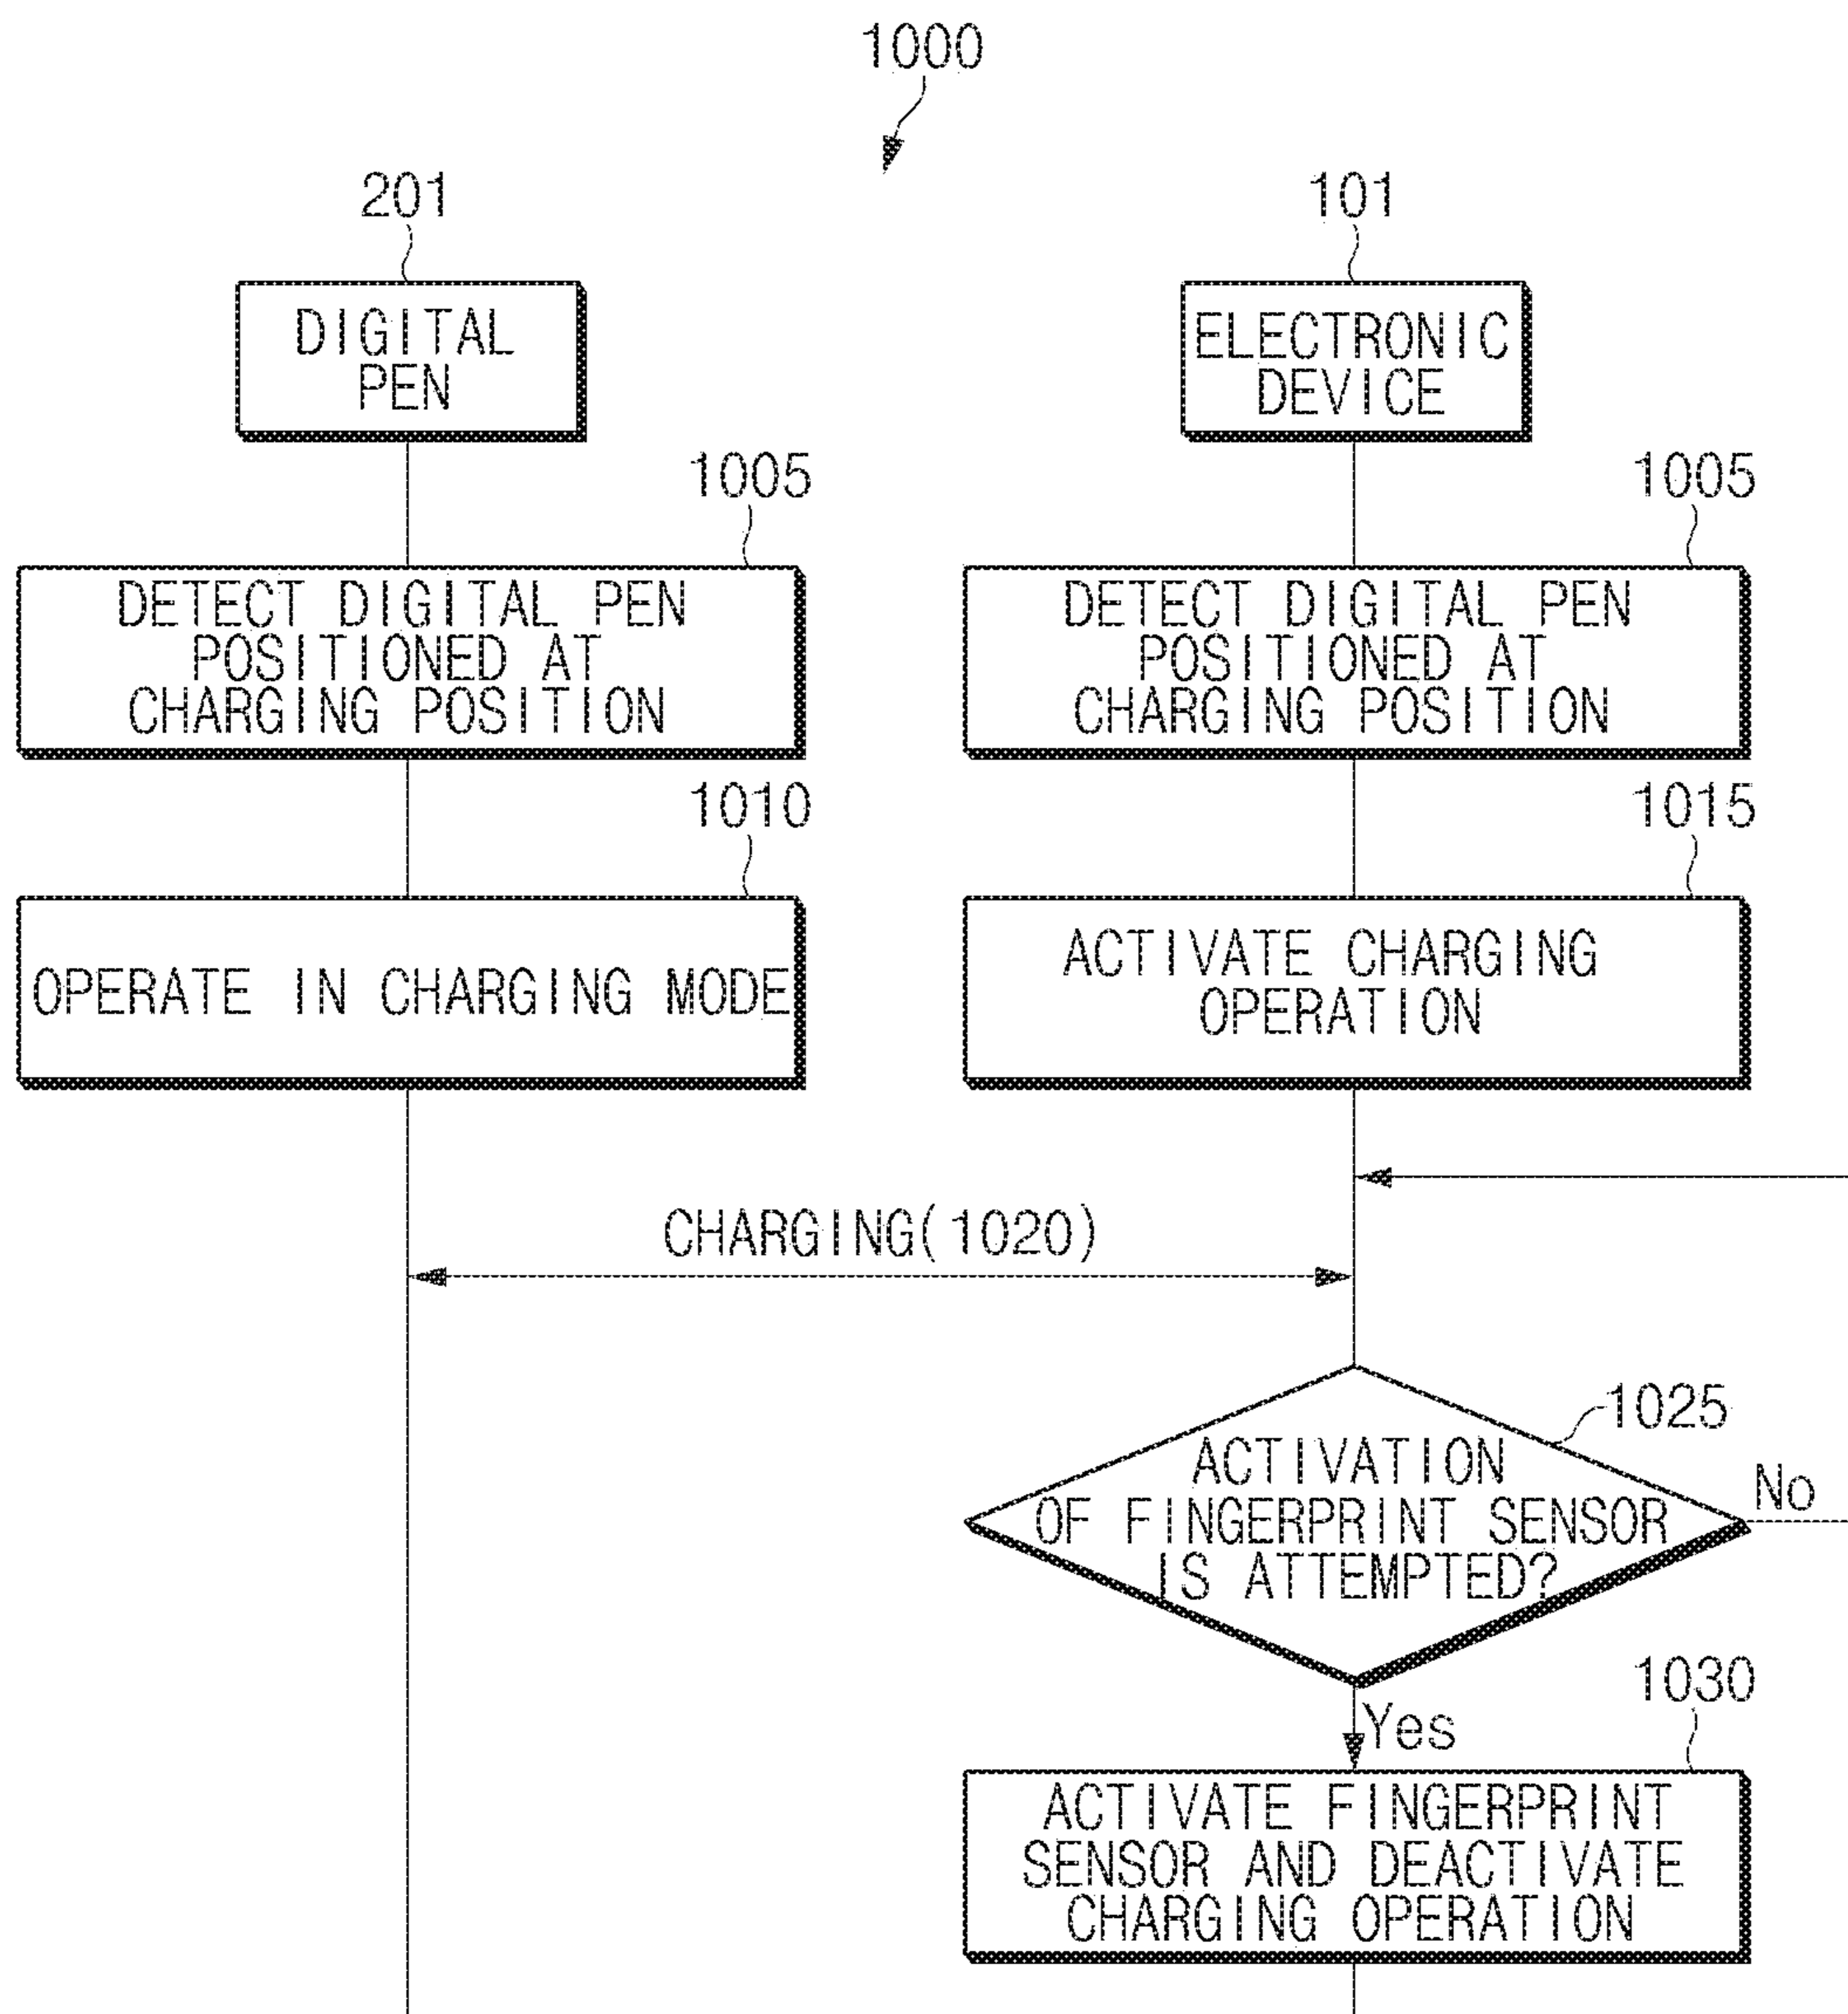 1000
201
101
DIGITAL
PEN
ELECTRONIC
DEVICE
1005
1005
DETECT DIGITAL PEN
POSITIONED AT
CHARGING POSITION
DETECT DIGITAL PEN
POSITIONED AT
CHARGING POSITION
1010
1015
OPERATE IN CHARGING MODE
ACTIVATE CHARGING
OPERATION
CHARGING(1020)
1025
ACTIVATION
OF FINGERPRINT SENSOR
IS ATTEMPTED?
No
1030
Yes
ACTIVATE FINGERPRINT
SENSOR AND DEACTIVATE
CHARGING OPERATION